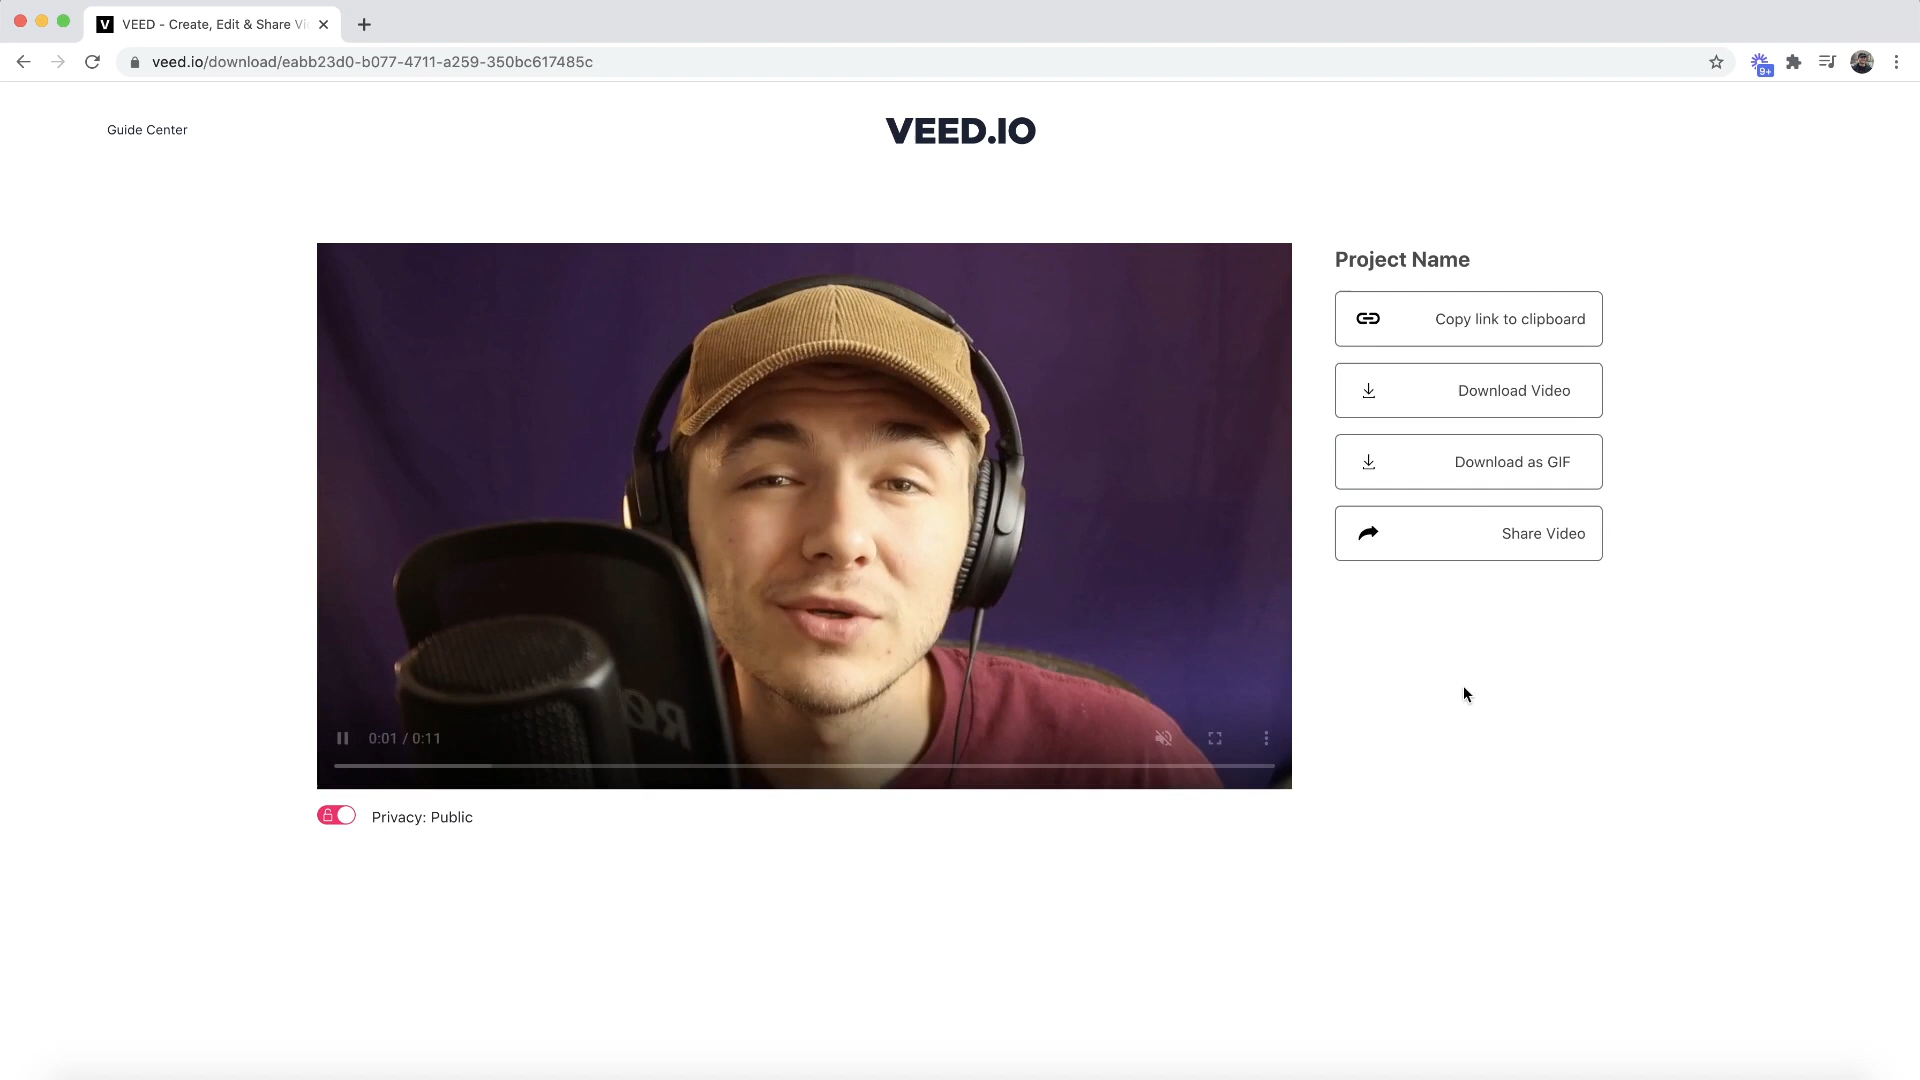 VEED - Create, Edit & Share Vi
veed.io/download/eabb23d0-b077-4711-a259-350bc617485c
9+
Guide Center
VEED.IO
Project Name
Copy link to clipboard
Download Video
Download as GIF
Share Video
0:01 / 0:11
Privacy: Public